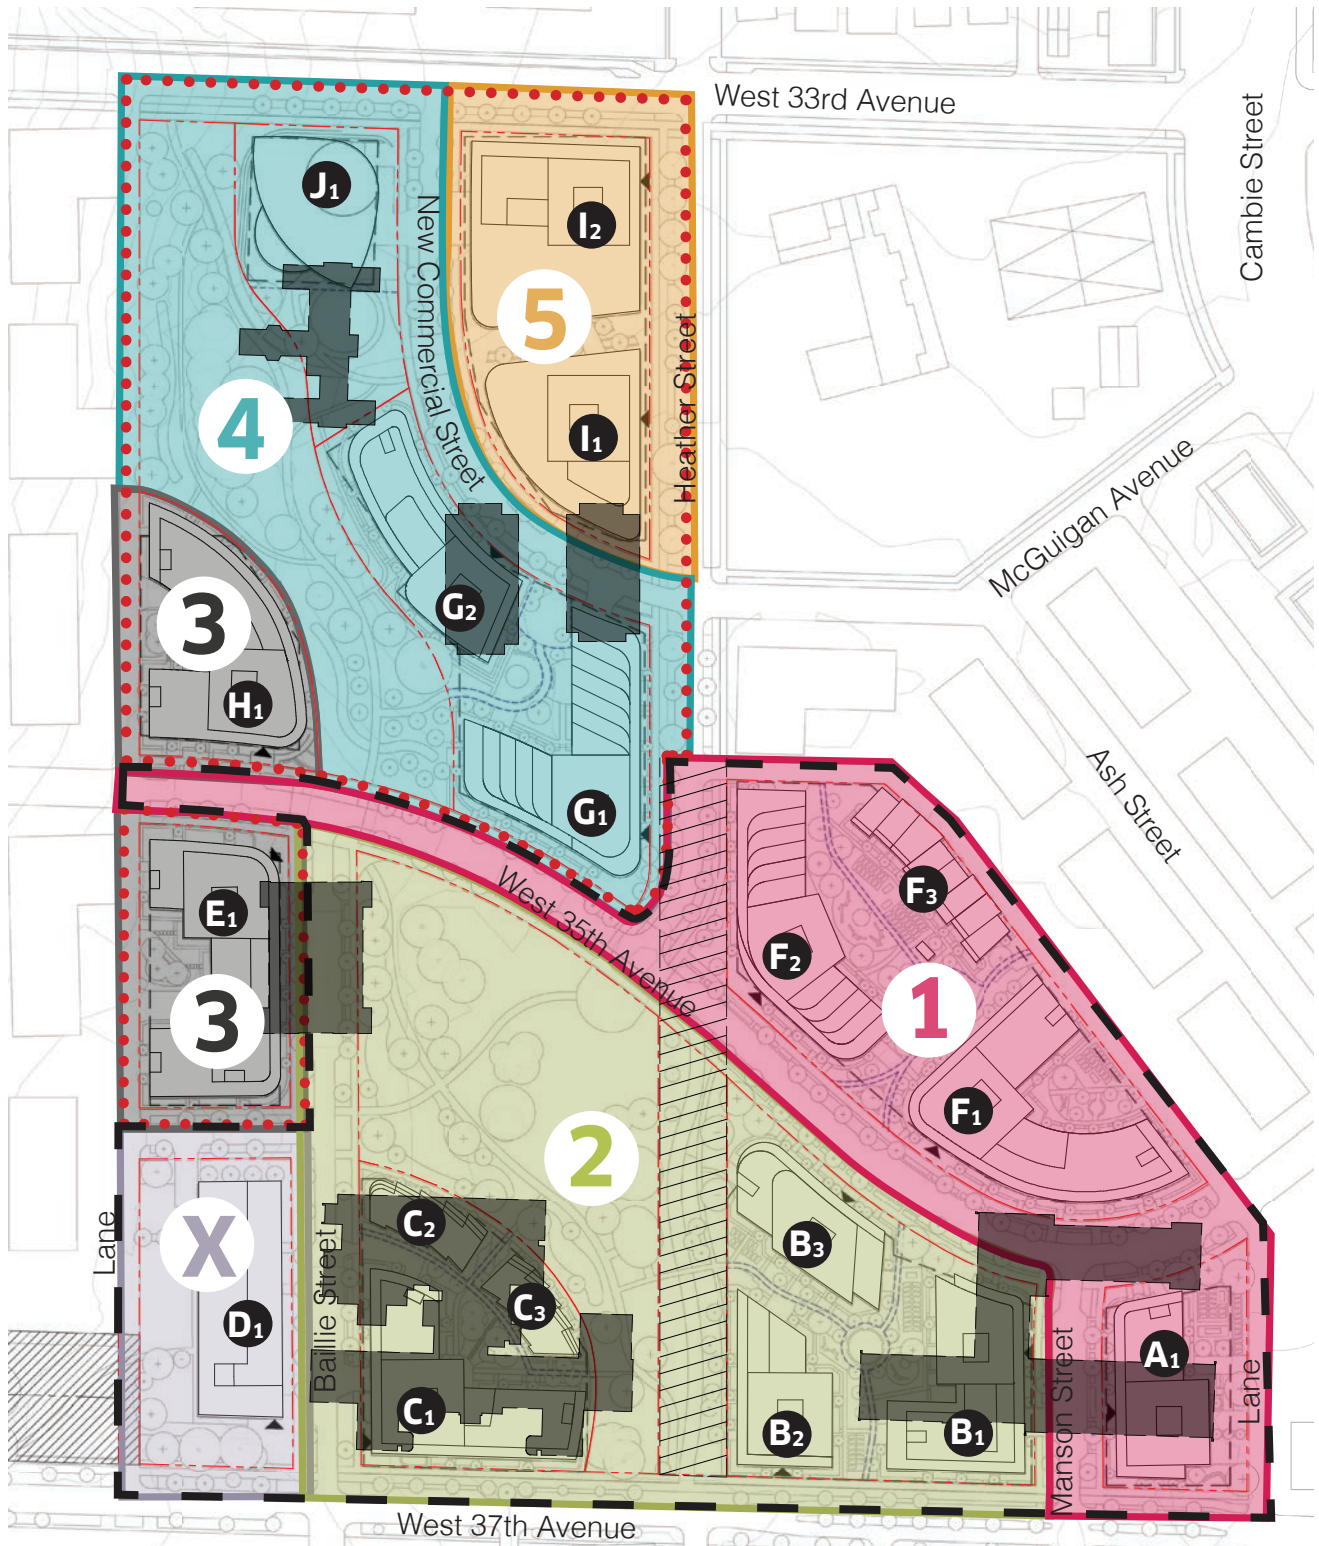 West 33rd Avenue
Cambie Street
J1
New Commercial Street
I2
5
Heather Street
4
I1
McGuigan Avenue
3
G2
H1
Ash Street
G1
West 35th Avenue
E1
F3
F2
3
1
F1
2
C2
B3
X
Lane
D1
Baillie Street
C3
C1
B2
B1
Manson Street
A1
Lane
West 37th Avenue